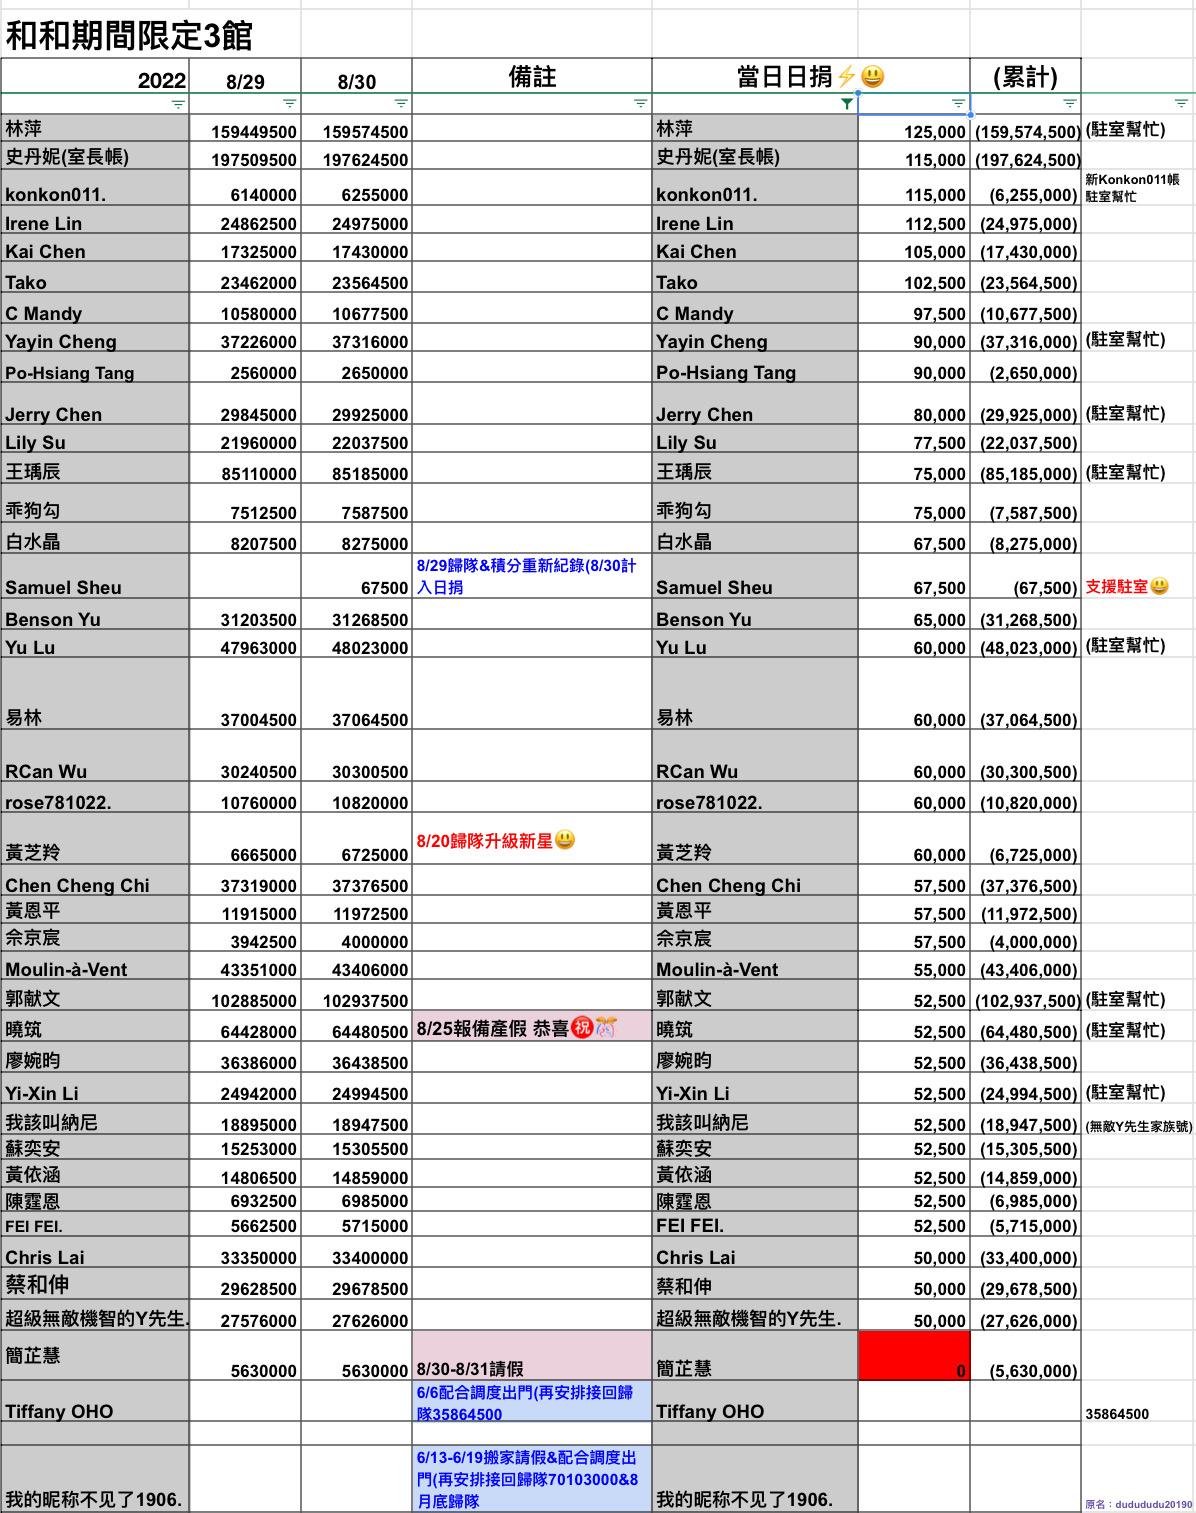 和和期間限定3館
2022 8/29 8/30 備註 當日日捐⚡😃 (累計)
林萍 159449500 159574500 林萍 125,000 (159,574,500) (駐室幫忙)
史丹妮(室長帳) 197509500 197624500 史丹妮(室長帳) 115,000 (197,624,500)
konkon011. 6140000 6255000 konkon011. 115,000 (6,255,000) 新Konkon011帳
駐室幫忙
Irene Lin 24862500 24975000 Irene Lin 112,500 (24,975,000)
Kai Chen 17325000 17430000 Kai Chen 105,000 (17,430,000)
Tako 23462000 23564500 Tako 102,500 (23,564,500)
C Mandy 10580000 10677500 C Mandy 97,500 (10,677,500)
Yayin Cheng 37226000 37316000 Yayin Cheng 90,000 (37,316,000) (駐室幫忙)
Po-Hsiang Tang 2560000 2650000 Po-Hsiang Tang 90,000 (2,650,000)
Jerry Chen 29845000 29925000 Jerry Chen 80,000 (29,925,000) (駐室幫忙)
Lily Su 21960000 22037500 Lily Su 77,500 (22,037,500)
王瑀辰 85110000 85185000 王瑀辰 75,000 (85,185,000) (駐室幫忙)
乖狗勾 7512500 7587500 乖狗勾 75,000 (7,587,500)
白水晶 8207500 8275000 白水晶 67,500 (8,275,000)
8/29歸隊&積分重新紀錄(8/30計
入日捐
Samuel Sheu 67500 Samuel Sheu 67,500 (67,500) 支援駐室😃
Benson Yu 31203500 31268500 Benson Yu 65,000 (31,268,500)
Yu Lu 47963000 48023000 Yu Lu 60,000 (48,023,000) (駐室幫忙)
易林 37004500 37064500 易林 60,000 (37,064,500)
RCan Wu 30240500 30300500 RCan Wu 60,000 (30,300,500)
rose781022. 10760000 10820000 rose781022. 60,000 (10,820,000)
黃芝羚 6665000 6725000 8/20歸隊升級新星😃 黃芝羚 60,000 (6,725,000)
Chen Cheng Chi 37319000 37376500 Chen Cheng Chi 57,500 (37,376,500)
黃恩平 11915000 11972500 黃恩平 57,500 (11,972,500)
佘京宸 3942500 4000000 佘京宸 57,500 (4,000,000)
Moulin-à-Vent 43351000 43406000 Moulin-à-Vent 55,000 (43,406,000)
郭献文 102885000 102937500 郭献文 52,500 (102,937,500) (駐室幫忙)
曉筑 64428000 64480500 8/25報備產假 恭喜㊗️🎊 曉筑 52,500 (64,480,500) (駐室幫忙)
廖婉昀 36386000 36438500 廖婉昀 52,500 (36,438,500)
Yi-Xin Li 24942000 24994500 Yi-Xin Li 52,500 (24,994,500) (駐室幫忙)
我該叫納尼 18895000 18947500 我該叫納尼 52,500 (18,947,500) (無敵Y先生家族號)
蘇奕安 15253000 15305500 蘇奕安 52,500 (15,305,500)
黃依涵 14806500 14859000 黃依涵 52,500 (14,859,000)
陳霆恩 6932500 6985000 陳霆恩 52,500 (6,985,000)
FEI FEI. 5662500 5715000 FEI FEI. 52,500 (5,715,000)
Chris Lai 33350000 33400000 Chris Lai 50,000 (33,400,000)
蔡和伸 29628500 29678500 蔡和伸 50,000 (29,678,500)
超級無敵機智的Y先生. 27576000 27626000 超級無敵機智的Y先生. 50,000 (27,626,000)
簡芷慧 5630000 5630000 8/30-8/31請假 簡芷慧 0 (5,630,000)
6/6配合調度出門(再安排接回歸
隊35864500
Tiffany OHO Tiffany OHO 35864500
6/13-6/19搬家請假&配合調度出
門(再安排接回歸隊70103000&8
月底歸隊
我的昵称不见了1906. 我的昵称不见了1906. 原名：dudududu20190